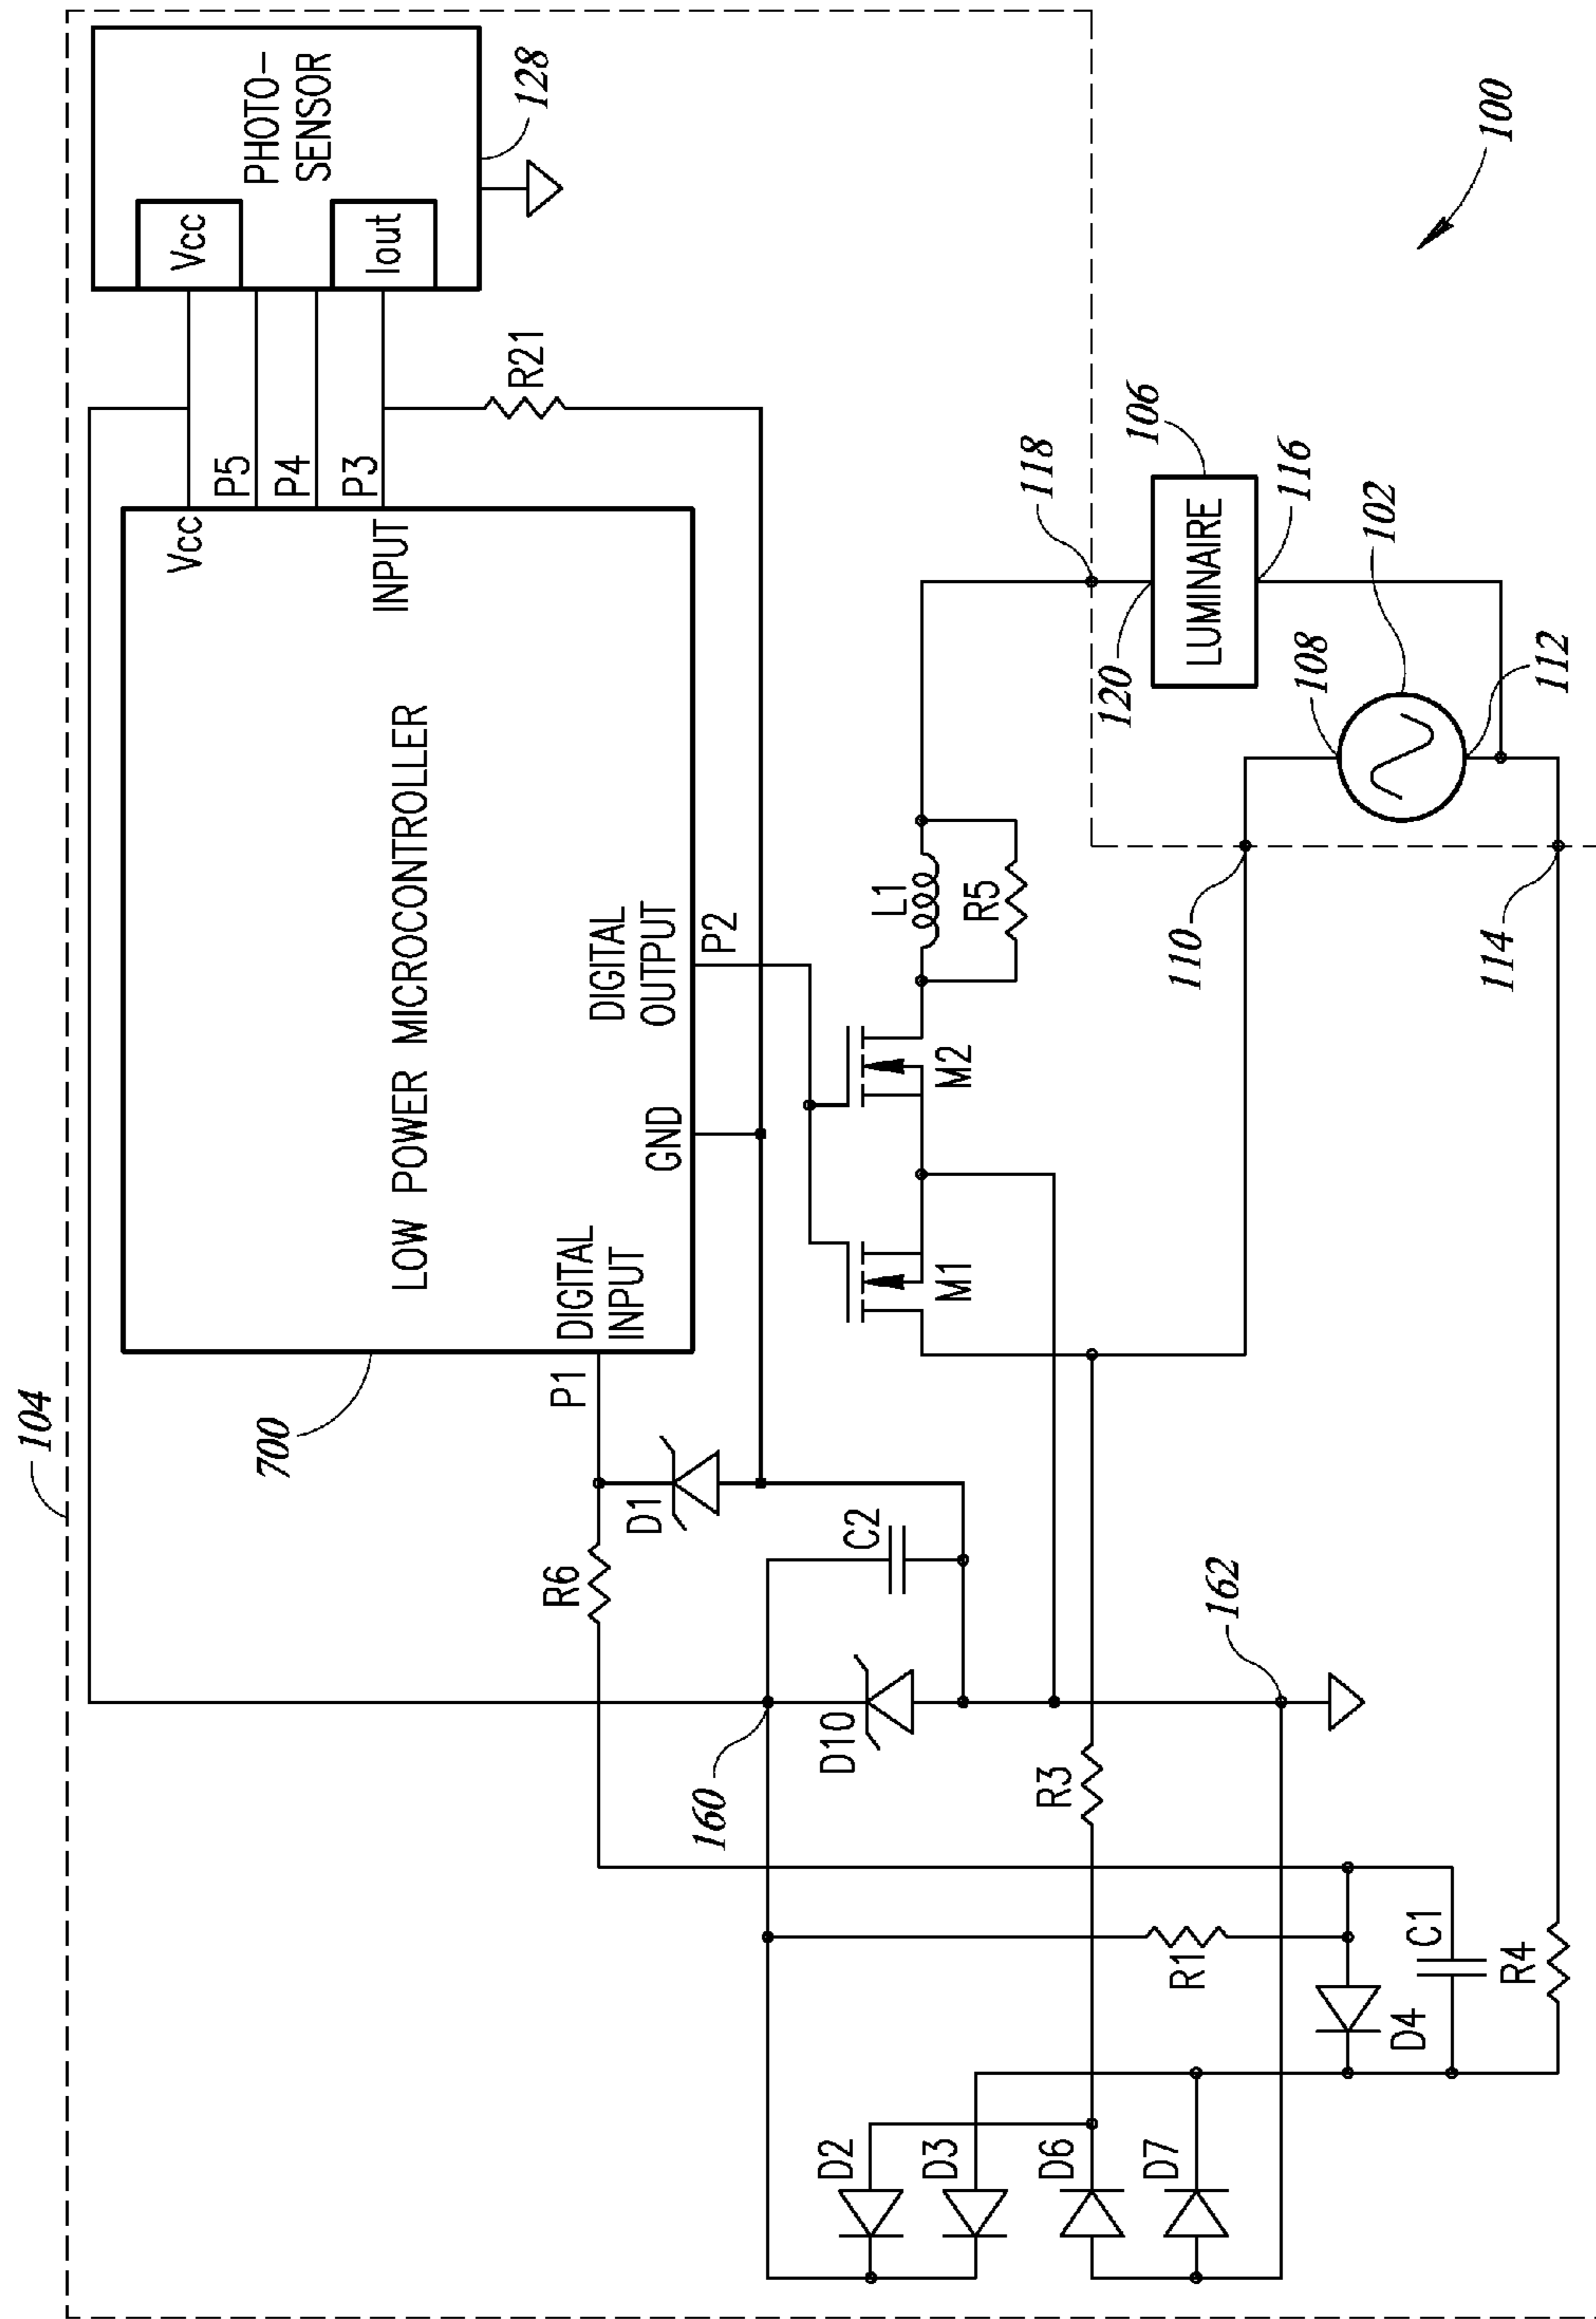 104
700
LOW POWER MICROCONTROLLER
Vcc
P5
P4
P3
INPUT
DIGITAL
INPUT
P1
GND
DIGITAL
OUTPUT
P2
Vcc
Iout
PHOTO-
SENSOR
128
R21
R6
D1
C2
160
D10
162
M1
M2
L1
R5
118
120
LUMINAIRE
106
116
108
102
112
110
114
100
R3
R1
D2
D3
D6
D7
D4
C1
R4